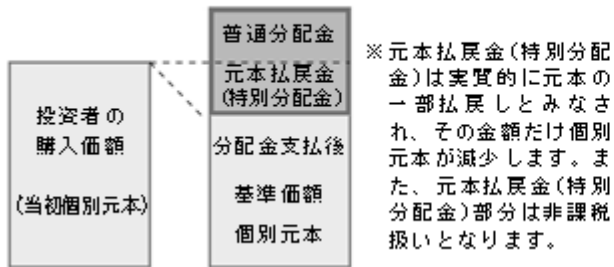 投資者の
購入価額
(当初個別元本)
普通分配金
元本払戻金
(特別分配金)
分配金支払後
基準価額
個別元本
※元本払戻金(特別分配
金)は実質的に元本の
一部払戻しとみなさ
れ、その金額だけ個別
元本が減少します。ま
た、元本払戻金(特別
分配金)部分は非課税
扱いとなります。